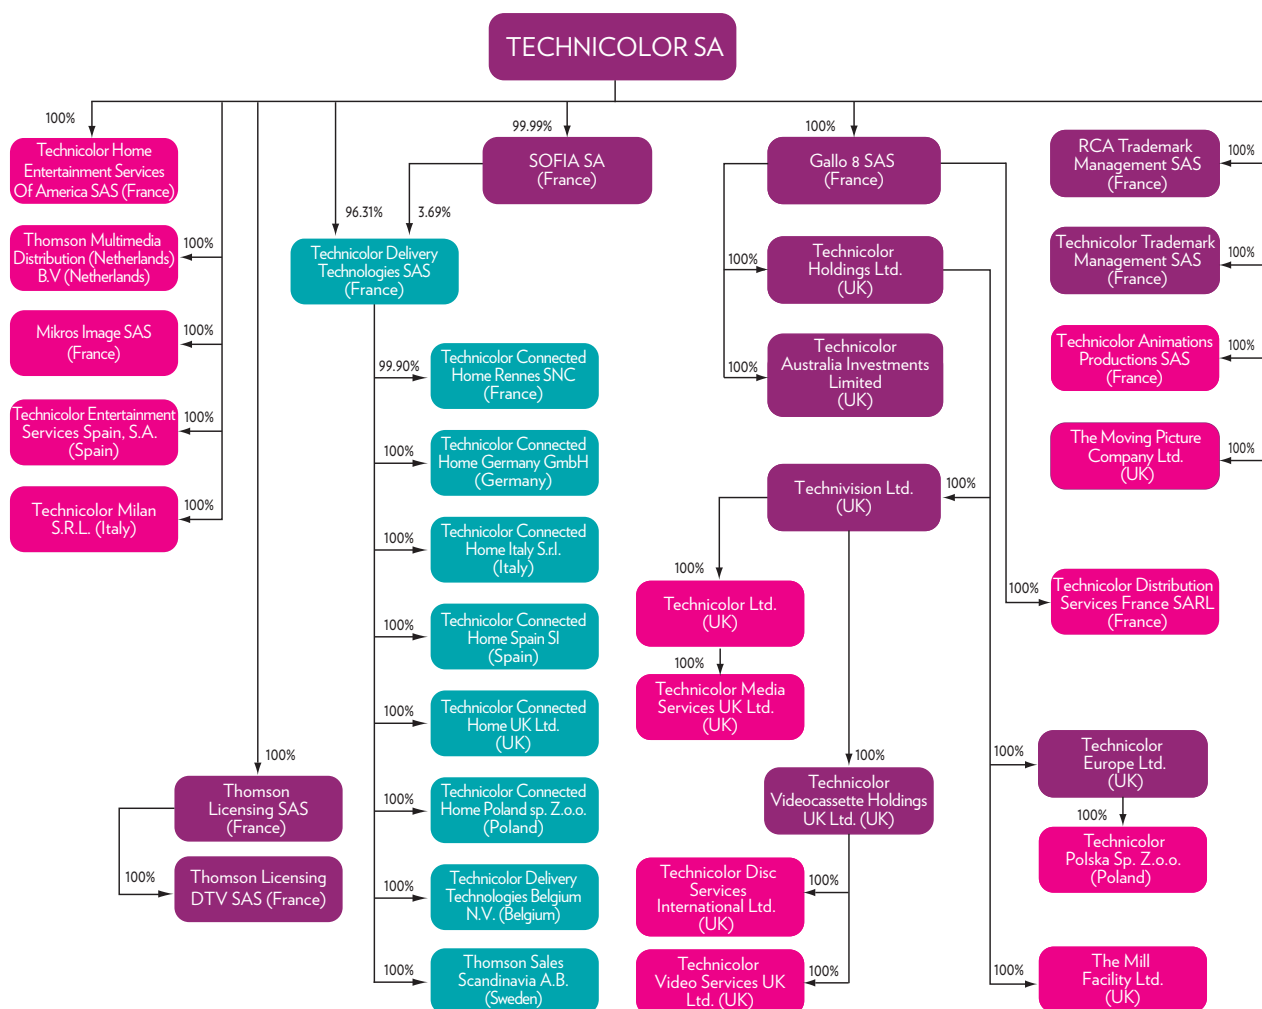 TECHNICOLOR SA
100%
Technicolor Home
Entertainment Services
Of America SAS (France)
100%
Thomson Multimedia
Distribution (Netherlands)
B.V (Netherlands)
100%
Mikros Image SAS
(France)
100%
Technicolor Entertainment
Services Spain, S.A.
(Spain)
100%
Technicolor Milan
S.R.L. (Italy)
100%
Thomson
Licensing SAS
(France)
100%
Thomson Licensing
DTV SAS (France)
99.99%
SOFIA SA
(France)
96.31%
3.69%
Technicolor Delivery
Technologies SAS
(France)
99.90%
Technicolor Connected
Home Rennes SNC
(France)
100%
Technicolor Connected
Home Germany GmbH
(Germany)
100%
Technicolor Connected
Home Italy S.r.l.
(Italy)
100%
Technicolor Connected
Home Spain Sl
(Spain)
100%
Technicolor Connected
Home UK Ltd.
(UK)
100%
Technicolor Connected
Home Poland sp. Z.o.o.
(Poland)
100%
Technicolor Delivery
Technologies Belgium
N.V. (Belgium)
100%
Thomson Sales
Scandinavia A.B.
(Sweden)
100%
Gallo 8 SAS
(France)
100%
Technicolor
Holdings Ltd.
(UK)
100%
Technicolor
Australia Investments
Limited
(UK)
100%
Technivision Ltd.
(UK)
100%
Technicolor Ltd.
(UK)
100%
Technicolor Media
Services UK Ltd.
(UK)
100%
Technicolor
Videocassette Holdings
UK Ltd. (UK)
100%
Technicolor Disc
Services
International Ltd.
(UK)
100%
Technicolor
Video Services UK
Ltd. (UK)
100%
RCA Trademark
Management SAS
(France)
100%
Technicolor Trademark
Management SAS
(France)
100%
Technicolor Animations
Productions SAS
(France)
100%
The Moving Picture
Company Ltd.
(UK)
100%
Technicolor Distribution
Services France SARL
(France)
100%
Technicolor
Europe Ltd.
(UK)
100%
Technicolor
Polska Sp. Z.o.o.
(Poland)
100%
The Mill
Facility Ltd.
(UK)